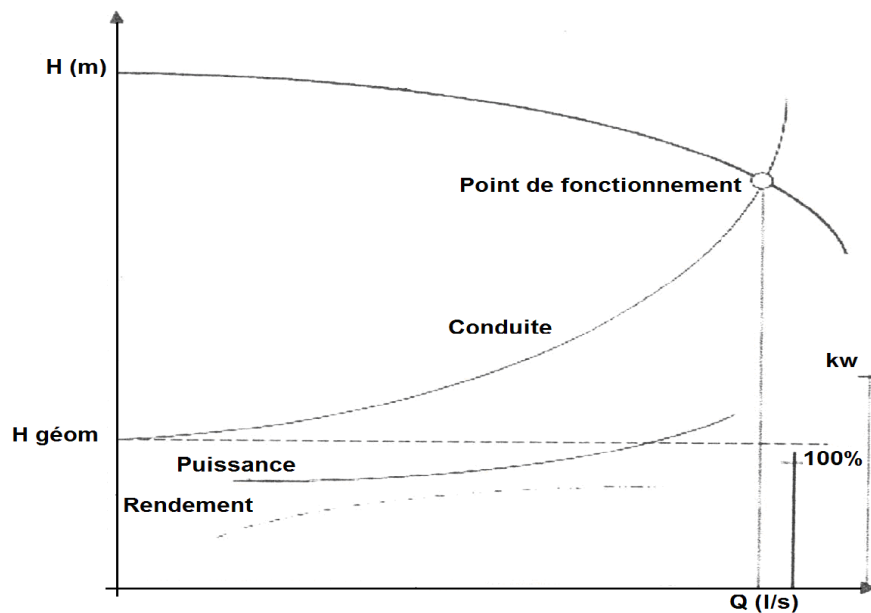 H (m)
Point de fonctionnement
Conduite
kw
H géom
Puissance
100%
Rendement
Q (l/s)